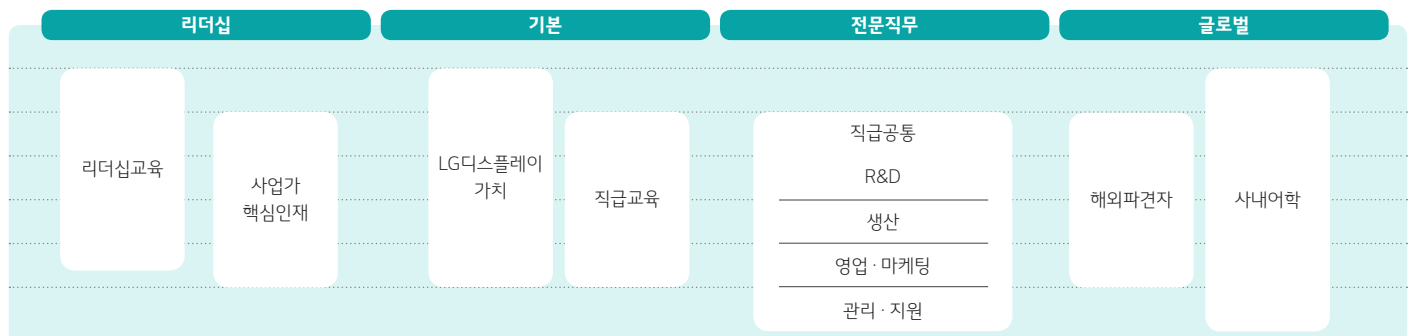 리더십
기본
전문직무
글로벌
리더십교육
사업가
핵심인재
LG디스플레이
가치
직급교육
직급공통
R&D
생산
영업 · 마케팅
관리 · 지원
해외파견자
사내어학